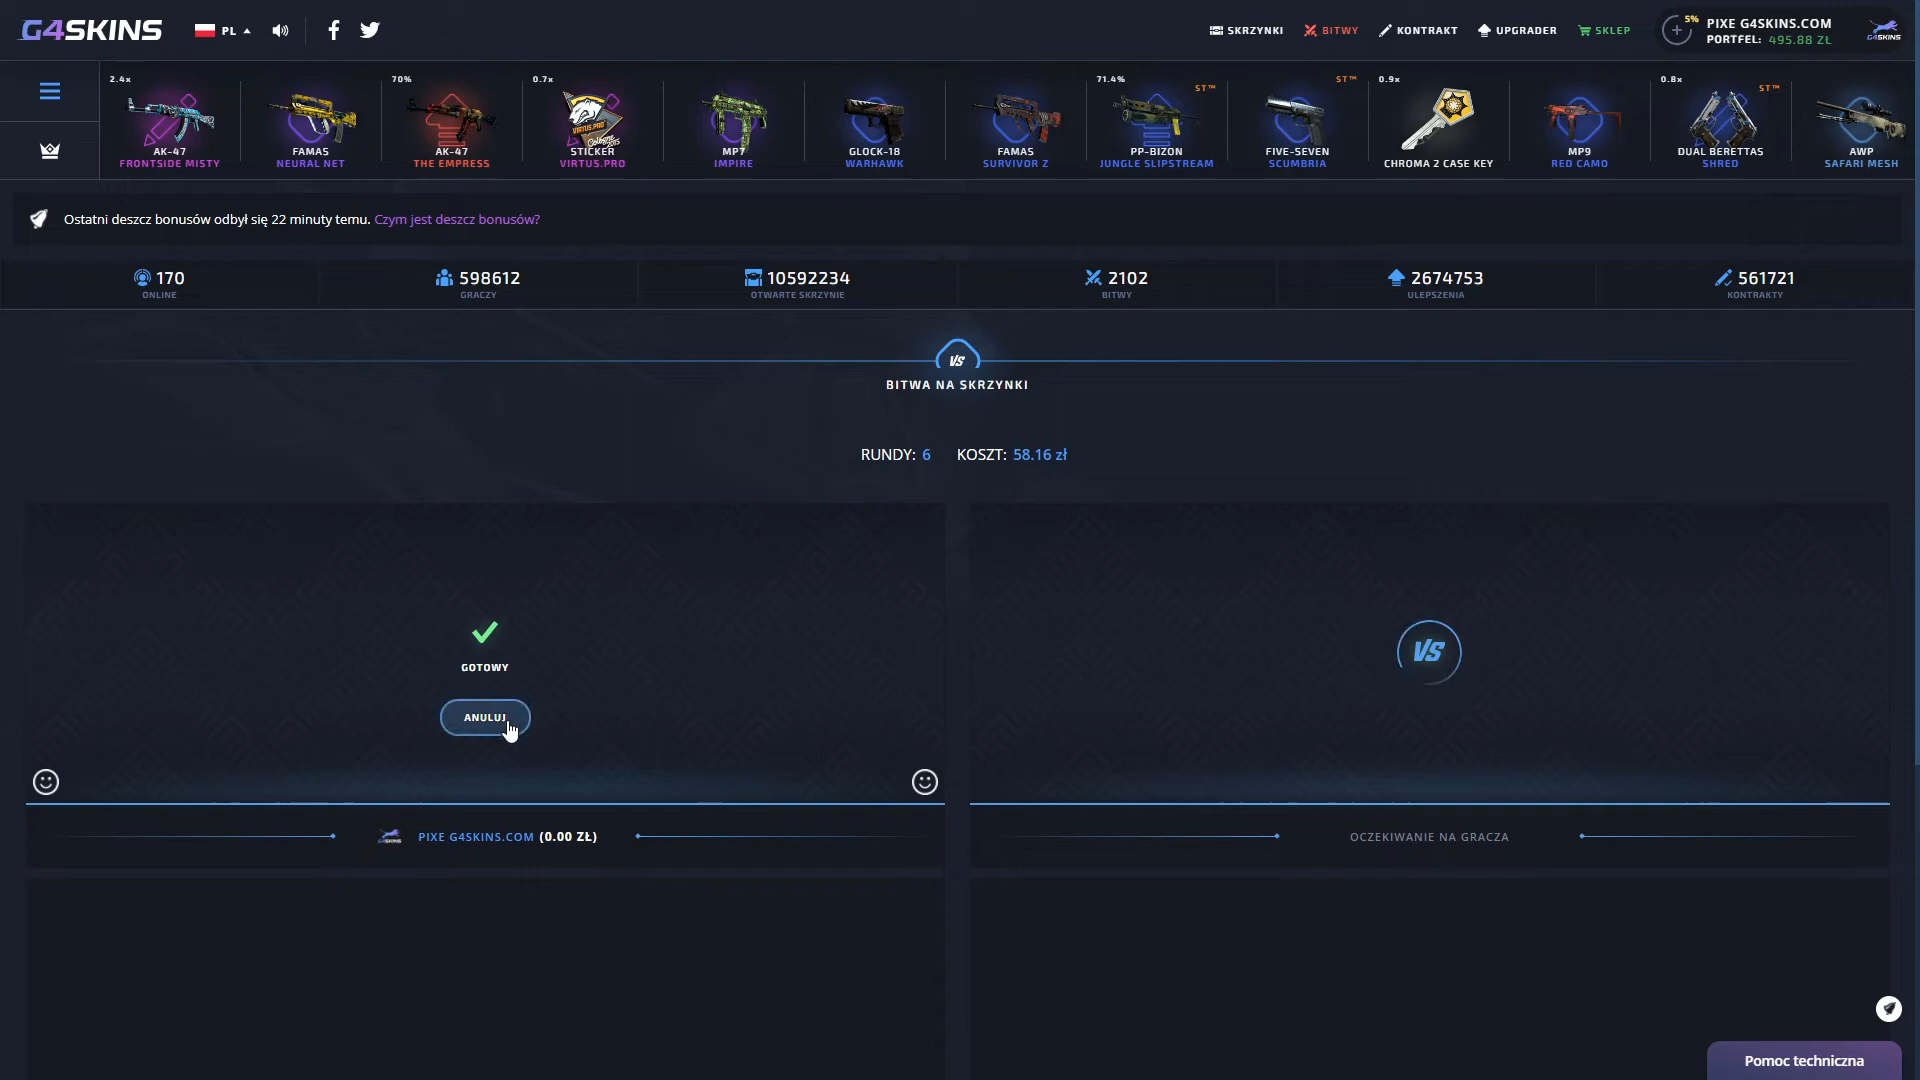 G4SKINS
PL
SKRZYNKI
BITWY
KONTRAKT
UPGRADER
SKLEP
5%
PIXE G4SKINS.COM
PORTFEL: 495.88 ZŁ
G4SKINS
2.4x
AK-47
FRONTSIDE MISTY
FAMAS
NEURAL NET
70%
AK-47
THE EMPRESS
0.7x
STICKER
VIRTUS.PRO
MP7
IMPIRE
GLOCK-18
WARHAWK
FAMAS
SURVIVOR Z
71.4%
ST™
PP-BIZON
JUNGLE SLIPSTREAM
ST™
FIVE-SEVEN
SCUMBRIA
0.9x
CHROMA 2 CASE KEY
MP9
RED CAMO
0.8x
ST™
DUAL BERETTAS
SHRED
AWP
SAFARI MESH
Ostatni deszcz bonusów odbył się 22 minuty temu. Czym jest deszcz bonusów?
170
ONLINE
598612
GRACZY
10592234
OTWARTE SKRZYNIE
2102
BITWY
2674753
ULEPSZENIA
561721
KONTRAKTY
VS
BITWA NA SKRZYNKI
RUNDY: 6 KOSZT: 58.16 zł
GOTOWY
ANULUJ
VS
PIXE G4SKINS.COM (0.00 ZŁ)
OCZEKIWANIE NA GRACZA
Pomoc techniczna